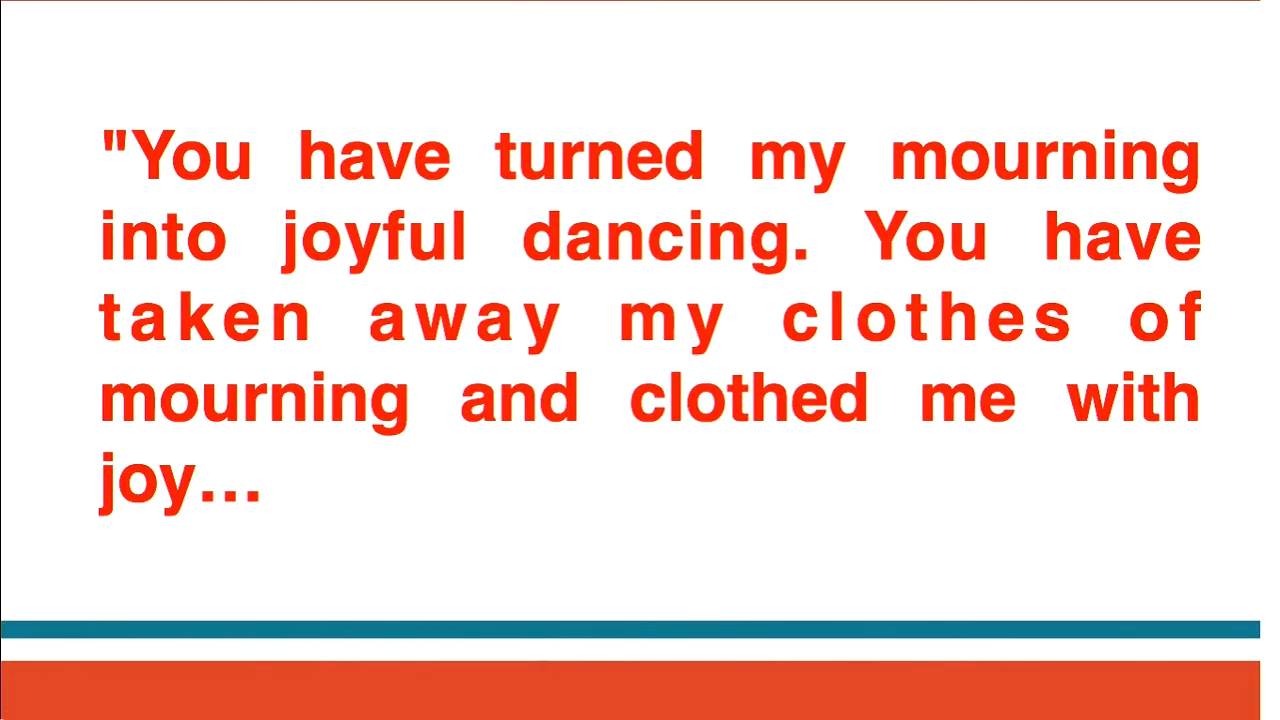 "You have turned my mourning
into joyful dancing. You have
taken away my clothes of
mourning and clothed me with
joy...